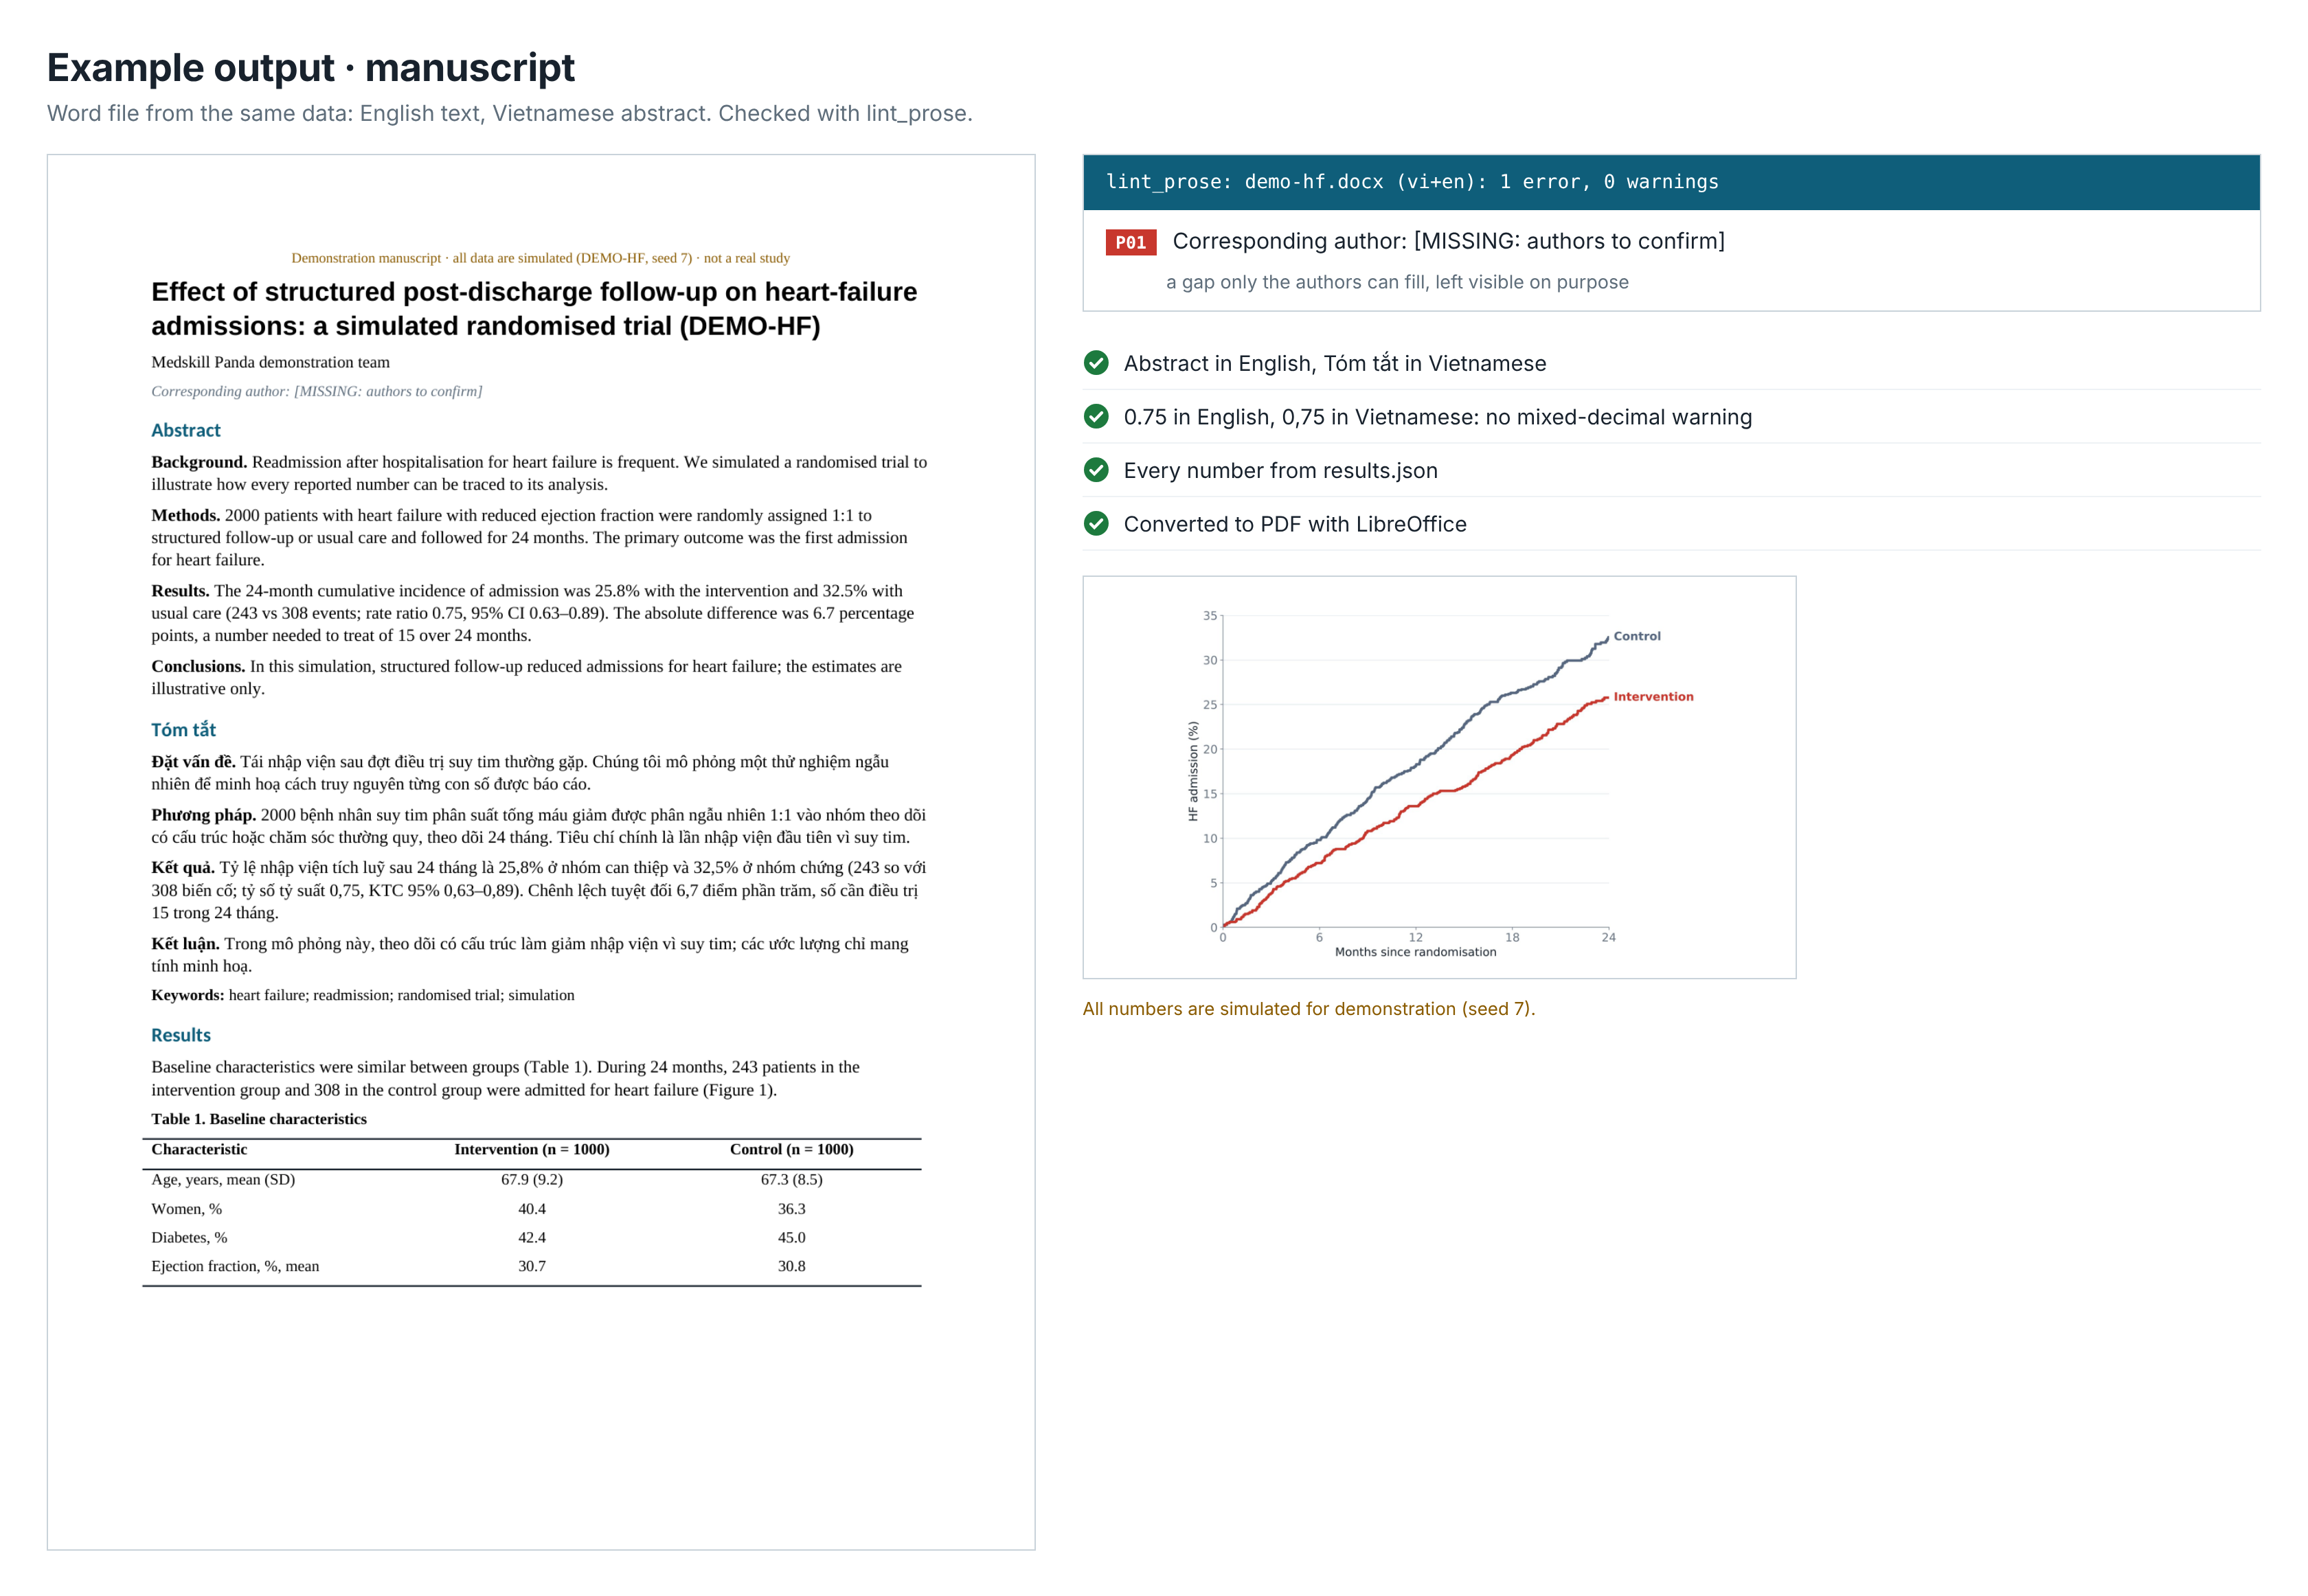 Example output · manuscript
Word file from the same data: English text, Vietnamese abstract. Checked with lint_prose.
Demonstration manuscript · all data are simulated (DEMO-HF, seed 7) · not a real study
Effect of structured post-discharge follow-up on heart-failure
admissions: a simulated randomised trial (DEMO-HF)
Medskill Panda demonstration team
Corresponding author: [MISSING: authors to confirm]
Abstract
Background. Readmission after hospitalisation for heart failure is frequent. We simulated a randomised trial to
illustrate how every reported number can be traced to its analysis.
Methods. 2000 patients with heart failure with reduced ejection fraction were randomly assigned 1:1 to
structured follow-up or usual care and followed for 24 months. The primary outcome was the first admission
for heart failure.
Results. The 24-month cumulative incidence of admission was 25.8% with the intervention and 32.5% with
usual care (243 vs 308 events; rate ratio 0.75, 95% CI 0.63–0.89). The absolute difference was 6.7 percentage
points, a number needed to treat of 15 over 24 months.
Conclusions. In this simulation, structured follow-up reduced admissions for heart failure; the estimates are
illustrative only.
Tóm tắt
Đặt vấn đề. Tái nhập viện sau đợt điều trị suy tim thường gặp. Chúng tôi mô phỏng một thử nghiệm ngẫu
nhiên để minh hoạ cách truy nguyên từng con số được báo cáo.
Phương pháp. 2000 bệnh nhân suy tim phân suất tống máu giảm được phân ngẫu nhiên 1:1 vào nhóm theo dõi
có cấu trúc hoặc chăm sóc thường quy, theo dõi 24 tháng. Tiêu chí chính là lần nhập viện đầu tiên vì suy tim.
Kết quả. Tỷ lệ nhập viện tích luỹ sau 24 tháng là 25,8% ở nhóm can thiệp và 32,5% ở nhóm chứng (243 so với
308 biến cố; tỷ số tỷ suất 0,75, KTC 95% 0,63–0,89). Chênh lệch tuyệt đối 6,7 điểm phần trăm, số cần điều trị
15 trong 24 tháng.
Kết luận. Trong mô phỏng này, theo dõi có cấu trúc làm giảm nhập viện vì suy tim; các ước lượng chỉ mang
tính minh hoạ.
Keywords: heart failure; readmission; randomised trial; simulation
Results
Baseline characteristics were similar between groups (Table 1). During 24 months, 243 patients in the
intervention group and 308 in the control group were admitted for heart failure (Figure 1).
Table 1. Baseline characteristics
Characteristic Intervention (n = 1000) Control (n = 1000)
Age, years, mean (SD) 67.9 (9.2) 67.3 (8.5)
Women, % 40.4 36.3
Diabetes, % 42.4 45.0
Ejection fraction, %, mean 30.7 30.8
lint_prose: demo-hf.docx (vi+en): 1 error, 0 warnings
P01 Corresponding author: [MISSING: authors to confirm]
a gap only the authors can fill, left visible on purpose
Abstract in English, Tóm tắt in Vietnamese
0.75 in English, 0,75 in Vietnamese: no mixed-decimal warning
Every number from results.json
Converted to PDF with LibreOffice
HF admission (%)
35
30
25
20
15
10
5
0
Control
Intervention
0 6 12 18 24
Months since randomisation
All numbers are simulated for demonstration (seed 7).